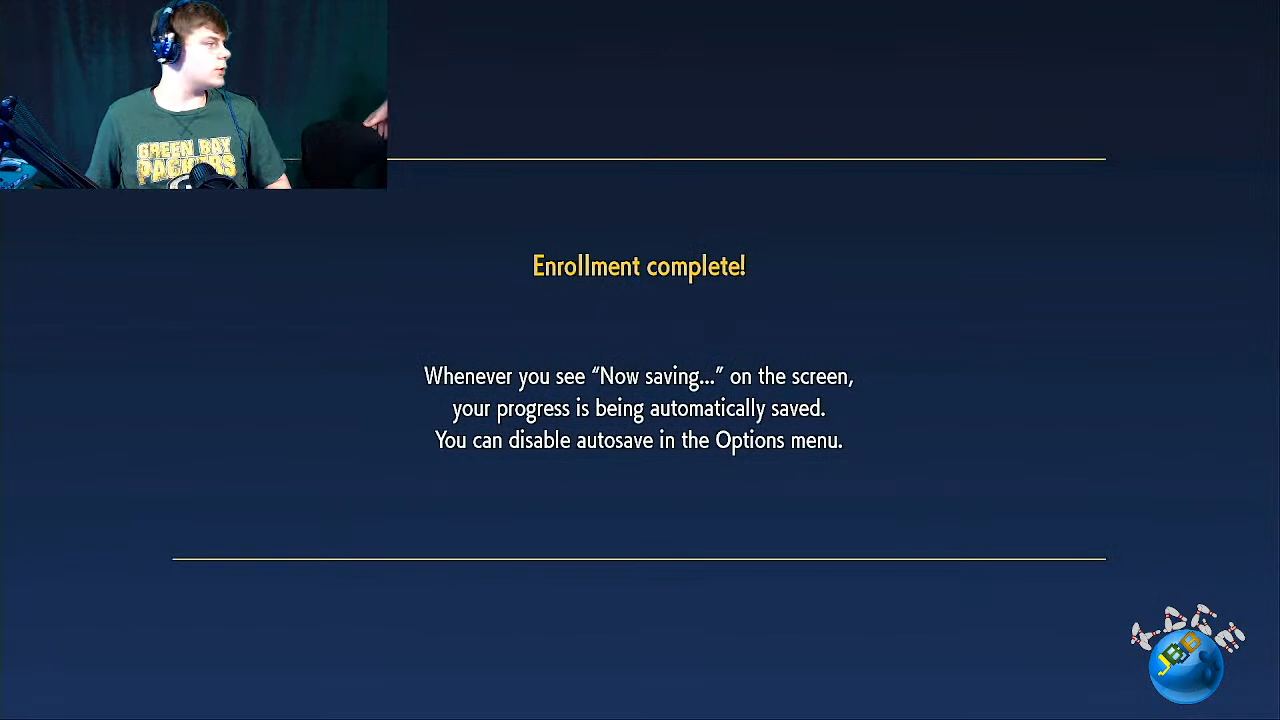 GREEN BAY
PACKERS
Enrollment complete!
Whenever you see “Now saving...” on the screen,
your progress is being automatically saved.
You can disable autosave in the Options menu.
JBB